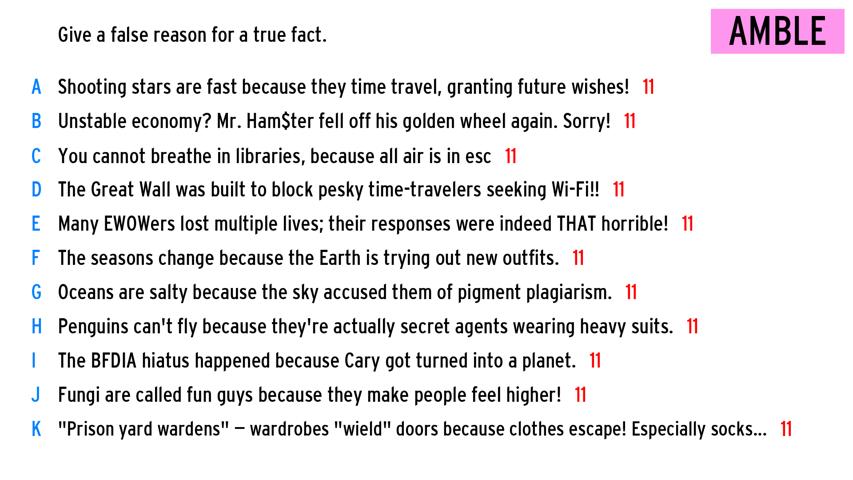 Give a false reason for a true fact.
AMBLE
A Shooting stars are fast because they time travel, granting future wishes! 11
B Unstable economy? Mr. Ham$ter fell off his golden wheel again. Sorry! 11
C You cannot breathe in libraries, because all air is in esc 11
D The Great Wall was built to block pesky time-travelers seeking Wi-Fi!! 11
E Many EWOWers lost multiple lives; their responses were indeed THAT horrible! 11
F The seasons change because the Earth is trying out new outfits. 11
G Oceans are salty because the sky accused them of pigment plagiarism. 11
H Penguins can't fly because they're actually secret agents wearing heavy suits. 11
I The BFDIA hiatus happened because Cary got turned into a planet. 11
J Fungi are called fun guys because they make people feel higher! 11
K "Prison yard wardens" – wardrobes "wield" doors because clothes escape! Especially socks... 11